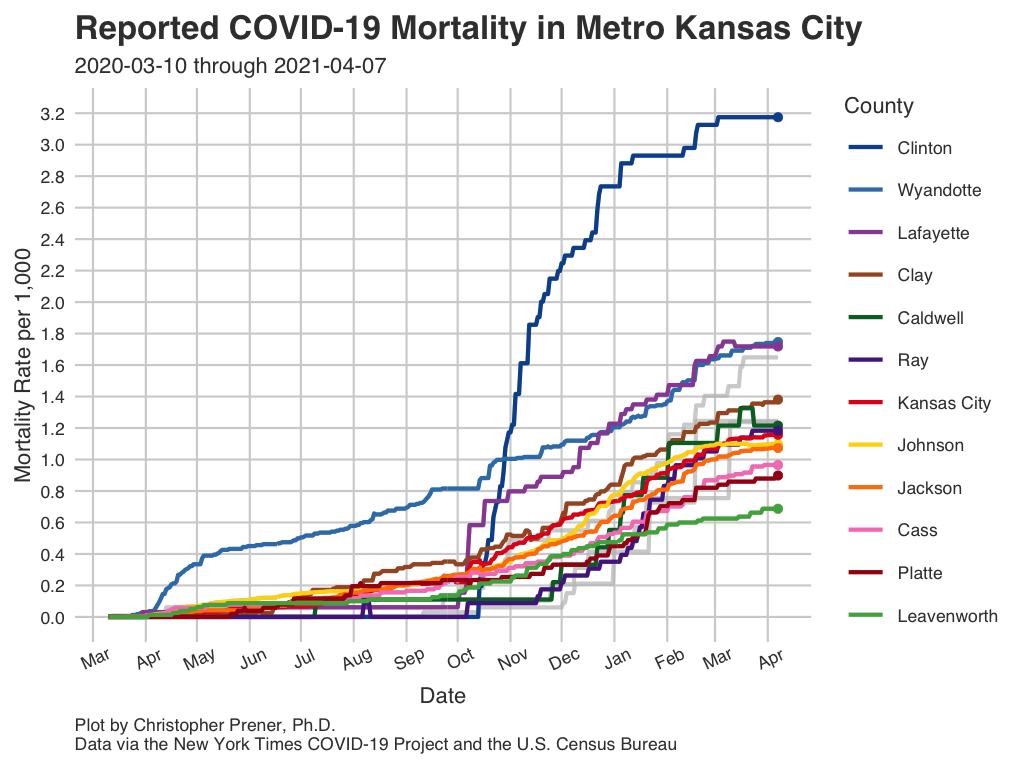 Reported COVID-19 Mortality in Metro Kansas City
2020-03-10 through 2021-04-07
Mortality Rate per 1,000
3.2
3.0
2.8
2.6
2.4
2.2
2.0
1.8
1.6
1.4
1.2
1.0
0.8
0.6
0.4
0.2
0.0
Mar Apr May Jun Jul Aug Sep Oct Nov Dec Jan Feb Mar Apr
Date
County
Clinton
Wyandotte
Lafayette
Clay
Caldwell
Ray
Kansas City
Johnson
Jackson
Cass
Platte
Leavenworth
Plot by Christopher Prener, Ph.D.
Data via the New York Times COVID-19 Project and the U.S. Census Bureau